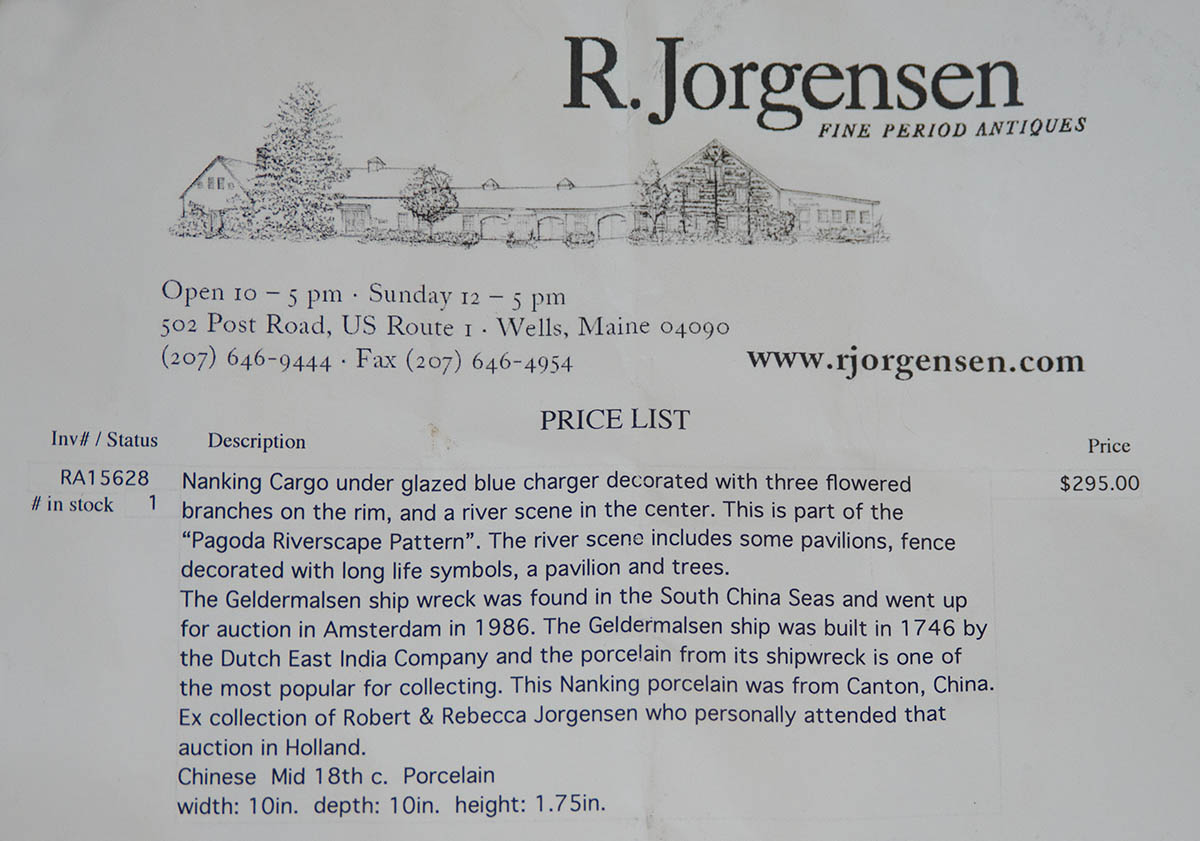 R. Jorgensen
FINE PERIOD ANTIQUES
Open 10 – 5 pm · Sunday 12 – 5 pm
502 Post Road, US Route 1 · Wells, Maine 04090
(207) 646-9444 · Fax (207) 646-4954
www.rjorgensen.com
PRICE LIST
Inv# / Status Description Price
RA15628 Nanking Cargo under glazed blue charger decorated with three flowered $295.00
# in stock 1 branches on the rim, and a river scene in the center. This is part of the
“Pagoda Riverscape Pattern”. The river scene includes some pavilions, fence
decorated with long life symbols, a pavilion and trees.
The Geldermalsen ship wreck was found in the South China Seas and went up
for auction in Amsterdam in 1986. The Geldermalsen ship was built in 1746 by
the Dutch East India Company and the porcelain from its shipwreck is one of
the most popular for collecting. This Nanking porcelain was from Canton, China.
Ex collection of Robert & Rebecca Jorgensen who personally attended that
auction in Holland.
Chinese Mid 18th c. Porcelain
width: 10in. depth: 10in. height: 1.75in.